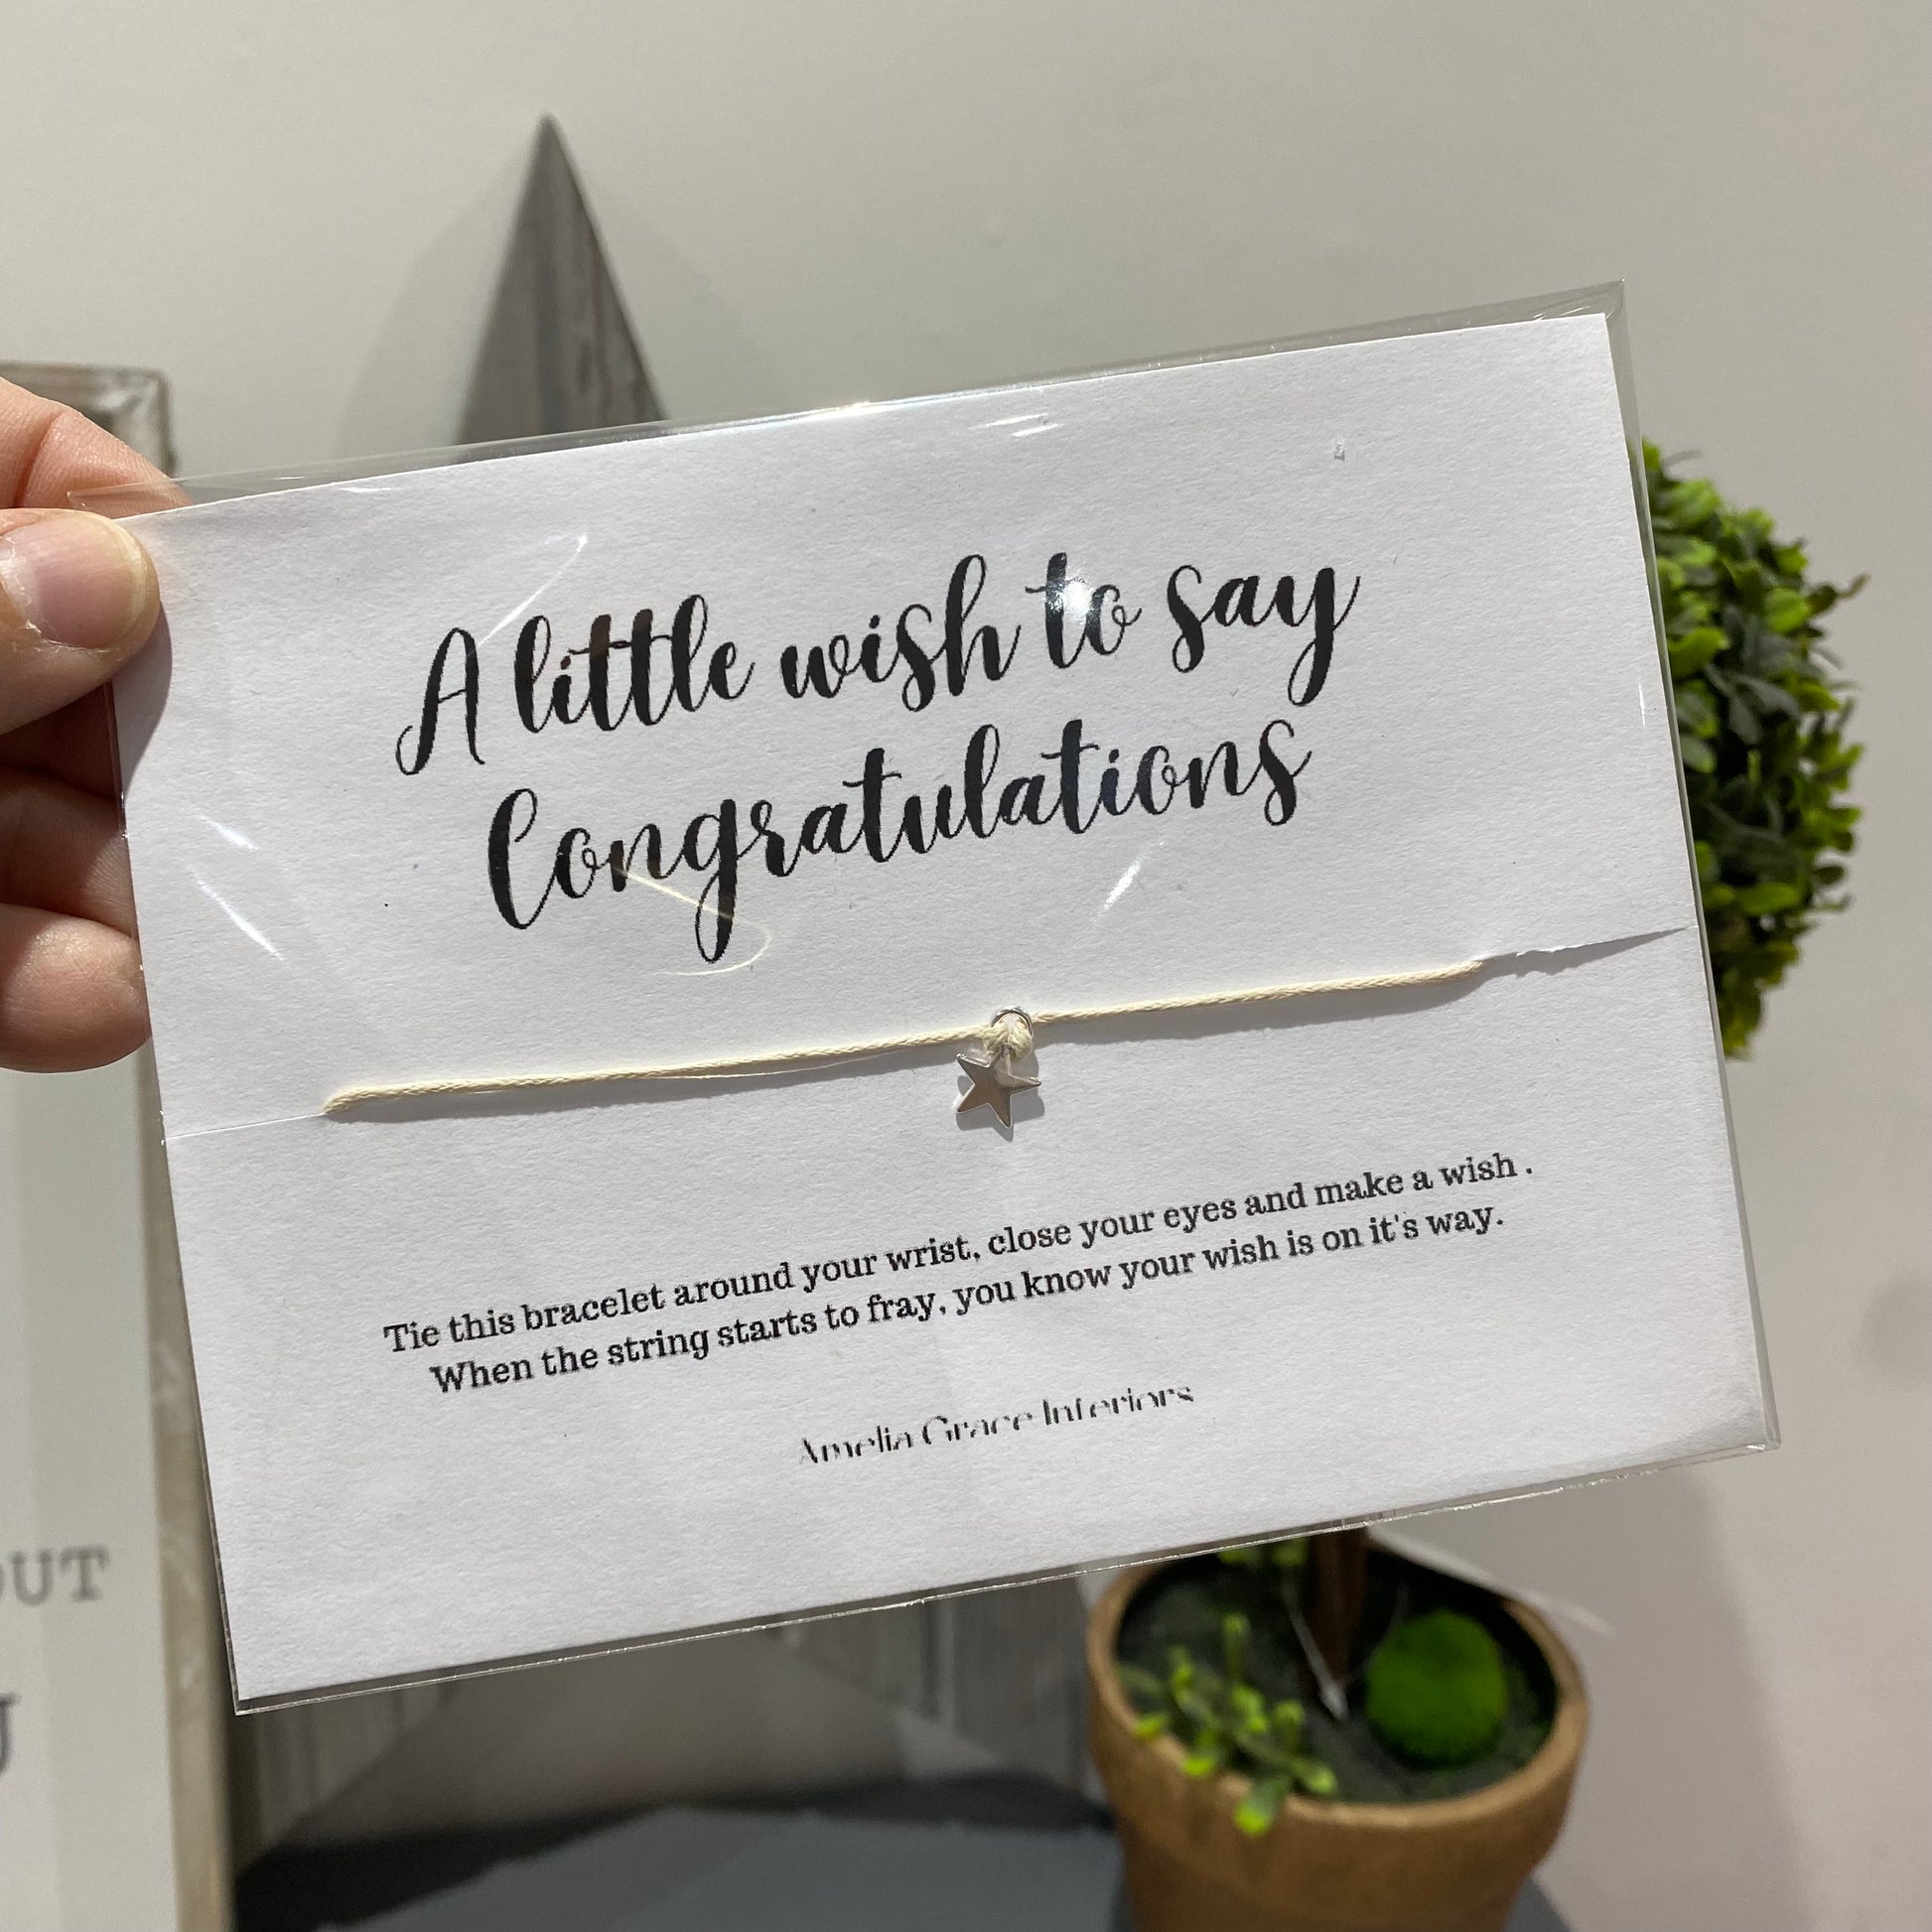 A little wish to say
Congratulations
Tie this bracelet around your wrist, close your eyes and make a wish .
When the string starts to fray, you know your wish is on it's way.
Amelia Grace Interiors